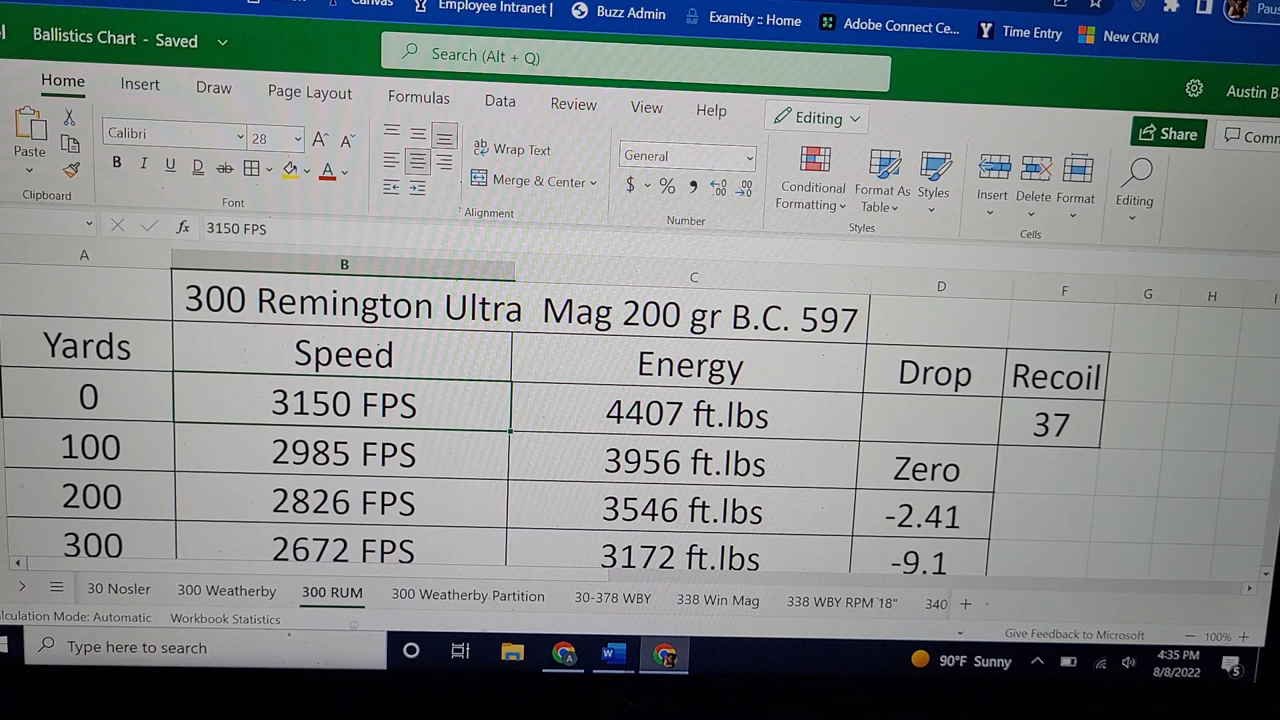 Canvas
Employee Intranet |
Buzz Admin
Examity :: Home
Adobe Connect Ce...
Time Entry
New CRM
Ballistics Chart - Saved
Search (Alt + Q)
Austin B
Home Insert Draw Page Layout Formulas Data Review View Help Editing
Share
Paste
Calibri 28
Wrap Text
Merge & Center
General
Conditional Formatting
Format As Table
Styles
Insert Delete Format
Editing
Clipboard Font Alignment Number Styles Cells
fx 3150 FPS
A B C D F G H
300 Remington Ultra Mag 200 gr B.C. 597
Yards Speed Energy Drop Recoil
0 3150 FPS 4407 ft.lbs 37
100 2985 FPS 3956 ft.lbs Zero
200 2826 FPS 3546 ft.lbs -2.41
300 2672 FPS 3172 ft.lbs -9.1
30 Nosler 300 Weatherby 300 RUM 300 Weatherby Partition 30-378 WBY 338 Win Mag 338 WBY RPM 18" 340
lculation Mode: Automatic Workbook Statistics
Give Feedback to Microsoft 100%
Type here to search
90°F Sunny
4:35 PM
8/8/2022
5